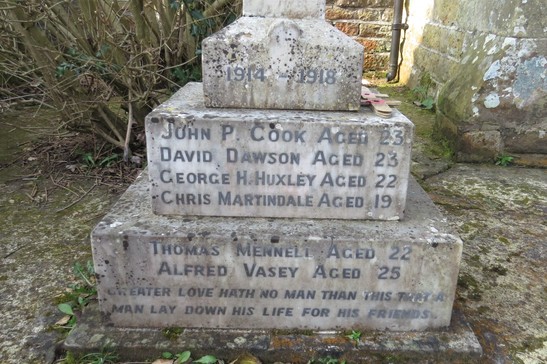 1914 - 1918
JOHN P. COOK AGED 23
DAVID DAWSON AGED 23
GEORGE H. HUXLEY AGED 22
CHRIS MARTINDALE AGED 19
THOMAS MENNELL AGED 22
ALFRED VASEY AGED 25
GREATER LOVE HATH NO MAN THAN THIS THAT A
MAN LAY DOWN HIS LIFE FOR HIS FRIENDS.